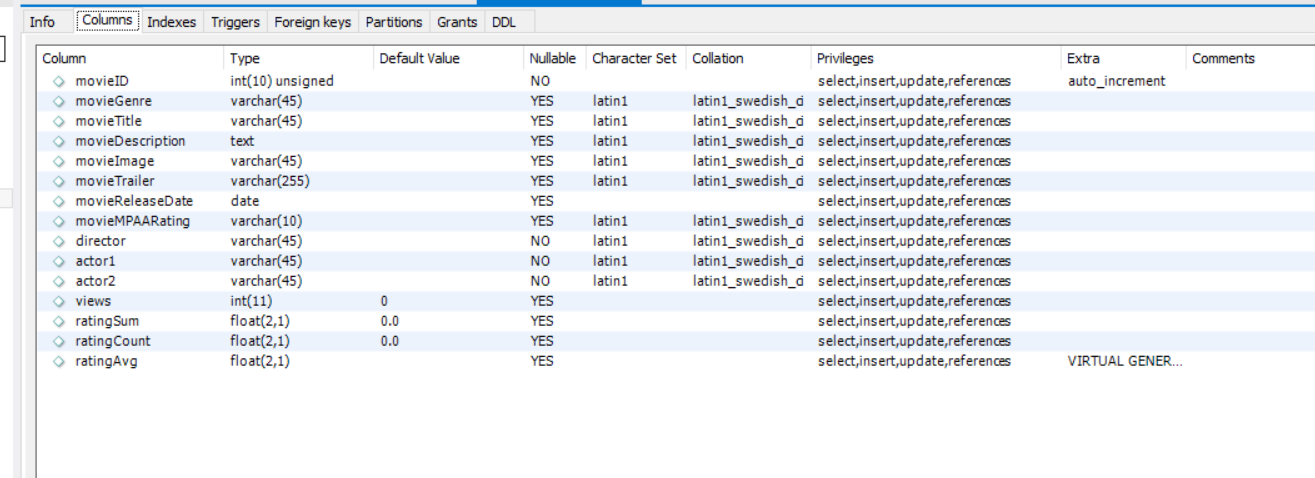 Info Columns Indexes Triggers Foreign keys Partitions Grants DDL
Column Type Default Value Nullable Character Set Collation Privileges Extra Comments
movieID int(10) unsigned NO select,insert,update,references auto_increment
movieGenre varchar(45) YES latin1 latin1_swedish_ci select,insert,update,references
movieTitle varchar(45) YES latin1 latin1_swedish_ci select,insert,update,references
movieDescription text YES latin1 latin1_swedish_ci select,insert,update,references
movieImage varchar(45) YES latin1 latin1_swedish_ci select,insert,update,references
movieTrailer varchar(255) YES latin1 latin1_swedish_ci select,insert,update,references
movieReleaseDate date YES select,insert,update,references
movieMPAARating varchar(10) YES latin1 latin1_swedish_ci select,insert,update,references
director varchar(45) NO latin1 latin1_swedish_ci select,insert,update,references
actor1 varchar(45) NO latin1 latin1_swedish_ci select,insert,update,references
actor2 varchar(45) NO latin1 latin1_swedish_ci select,insert,update,references
views int(11) 0 YES select,insert,update,references
ratingSum float(2,1) 0.0 YES select,insert,update,references
ratingCount float(2,1) 0.0 YES select,insert,update,references
ratingAvg float(2,1) YES select,insert,update,references VIRTUAL GENER...